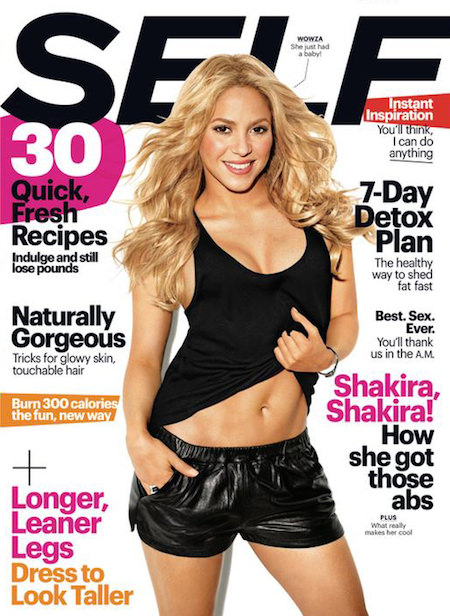 SELF
WOWZA
She just had
a baby!
30
Quick,
Fresh
Recipes
Indulge and still
lose pounds
Naturally
Gorgeous
Tricks for glowy skin,
touchable hair
Burn 300 calories
the fun, new way
+
Longer,
Leaner
Legs
Dress to
Look Taller
Instant
Inspiration
You'll think,
I can do
anything
7-Day
Detox
Plan
The healthy
way to shed
fat fast
Best. Sex.
Ever.
You'll thank
us in the A.M.
Shakira,
Shakira!
How
she got
those
abs
PLUS
What really
makes her cool